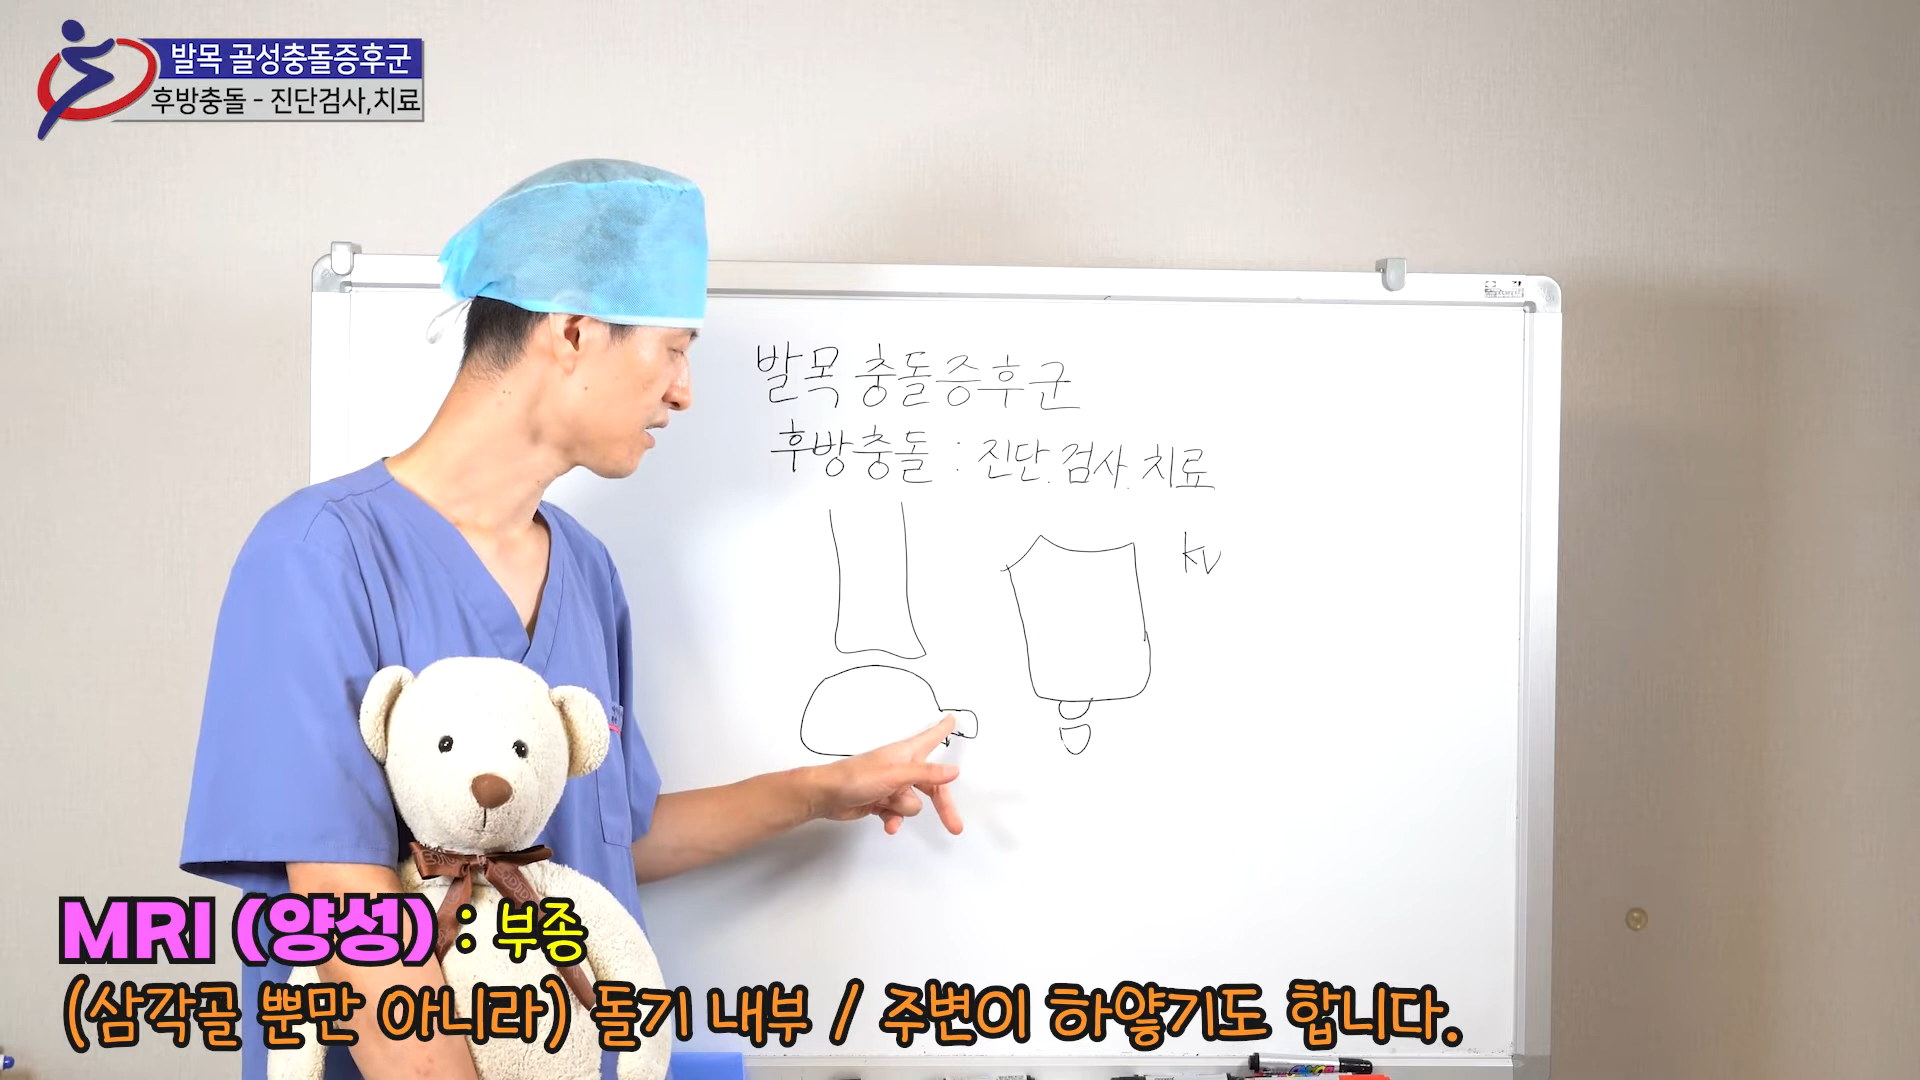 발목 골성충돌증후군
후방충돌 - 진단검사,치료
발목 충돌증후군
후방충돌 : 진단.검사.치료
MRI (양성) : 부종
(삼각골 뿐만 아니라) 돌기 내부 / 주변이 하얗기도 합니다.